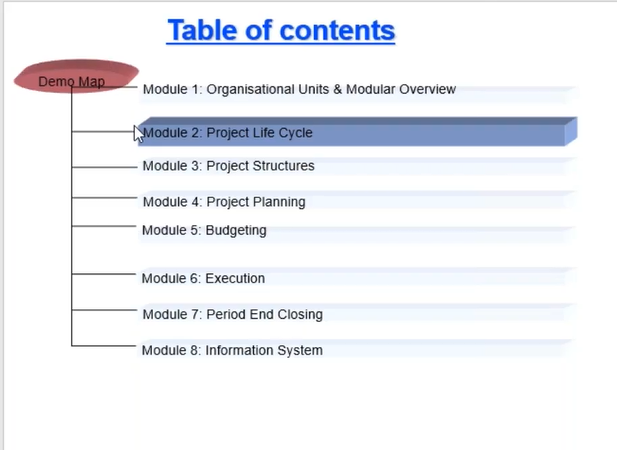 Table of contents
Demo Map
Module 1: Organisational Units & Modular Overview
Module 2: Project Life Cycle
Module 3: Project Structures
Module 4: Project Planning
Module 5: Budgeting
Module 6: Execution
Module 7: Period End Closing
Module 8: Information System